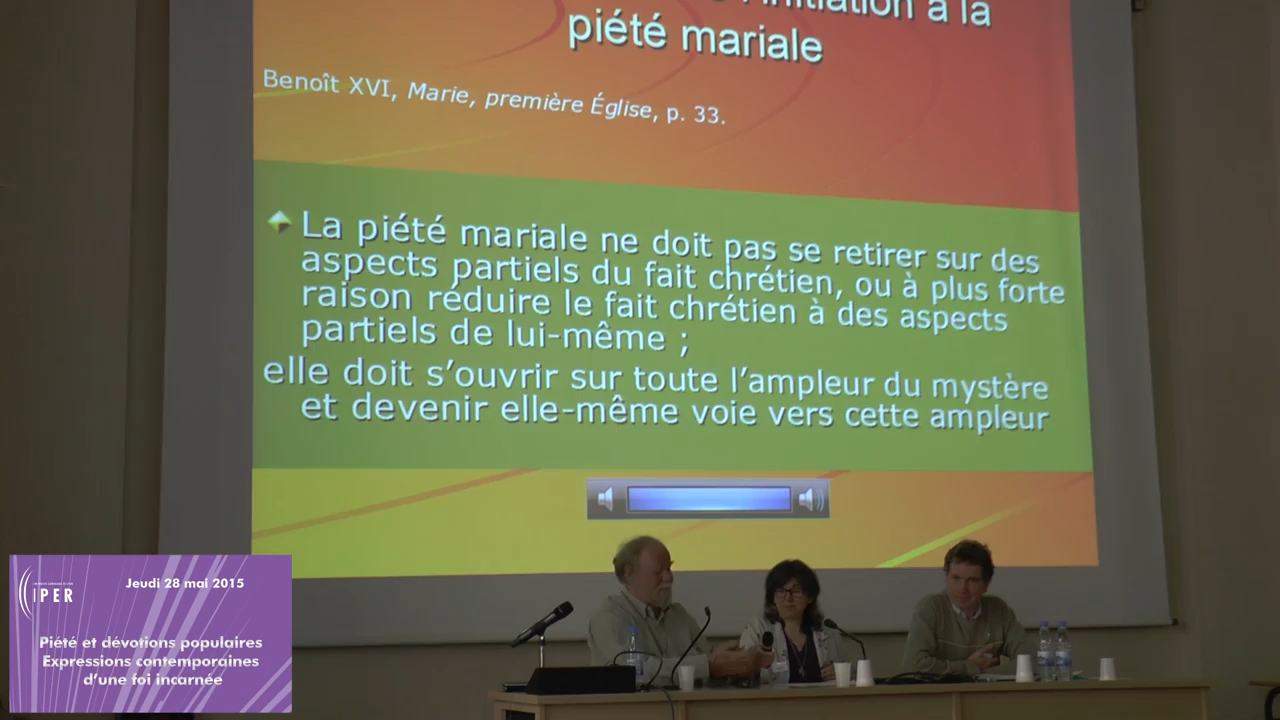 l'initiation à la
piété mariale
Benoît XVI, Marie, première Église, p. 33.
La piété mariale ne doit pas se retirer sur des
aspects partiels du fait chrétien, ou à plus forte
raison réduire le fait chrétien à des aspects
partiels de lui-même ;
elle doit s'ouvrir sur toute l'ampleur du mystère
et devenir elle-même voie vers cette ampleur
Jeudi 28 mai 2015
IPER
Piété et dévotions populaires
Expressions contemporaines
d'une foi incarnée